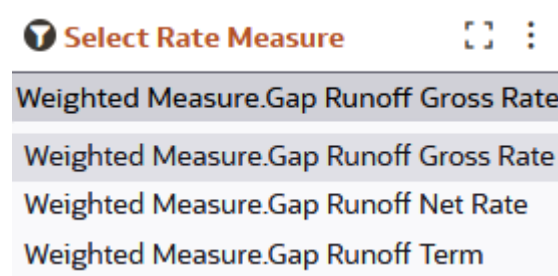 Select Rate Measure
Weighted Measure.Gap Runoff Gross Rate
Weighted Measure.Gap Runoff Gross Rate
Weighted Measure.Gap Runoff Net Rate
Weighted Measure.Gap Runoff Term